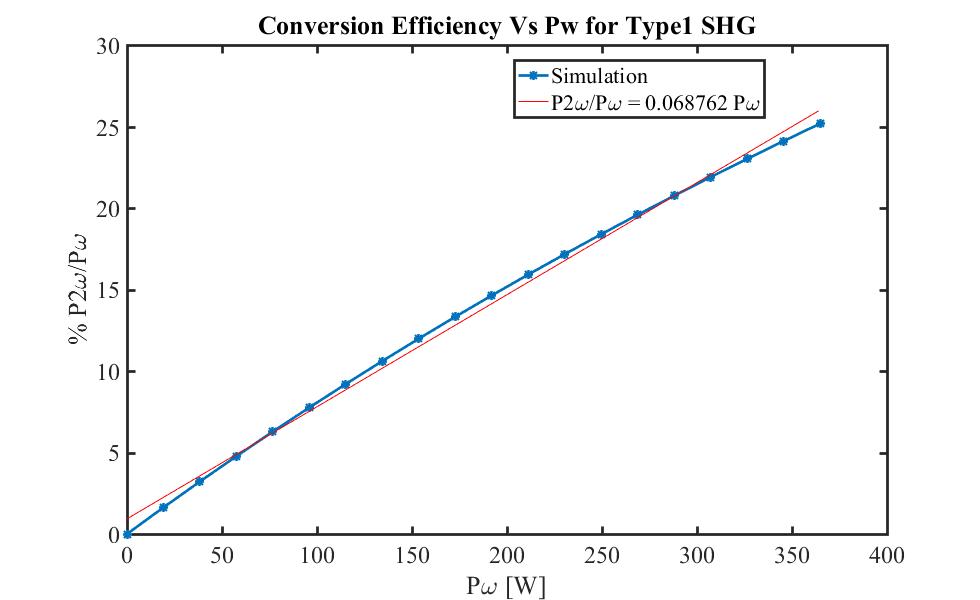 Conversion Efficiency Vs Pw for Type1 SHG
30
25
20
15
10
5
0
% P2ω/Pω
Simulation
P2ω/Pω = 0.068762 Pω
0 50 100 150 200 250 300 350 400
Pω [W]